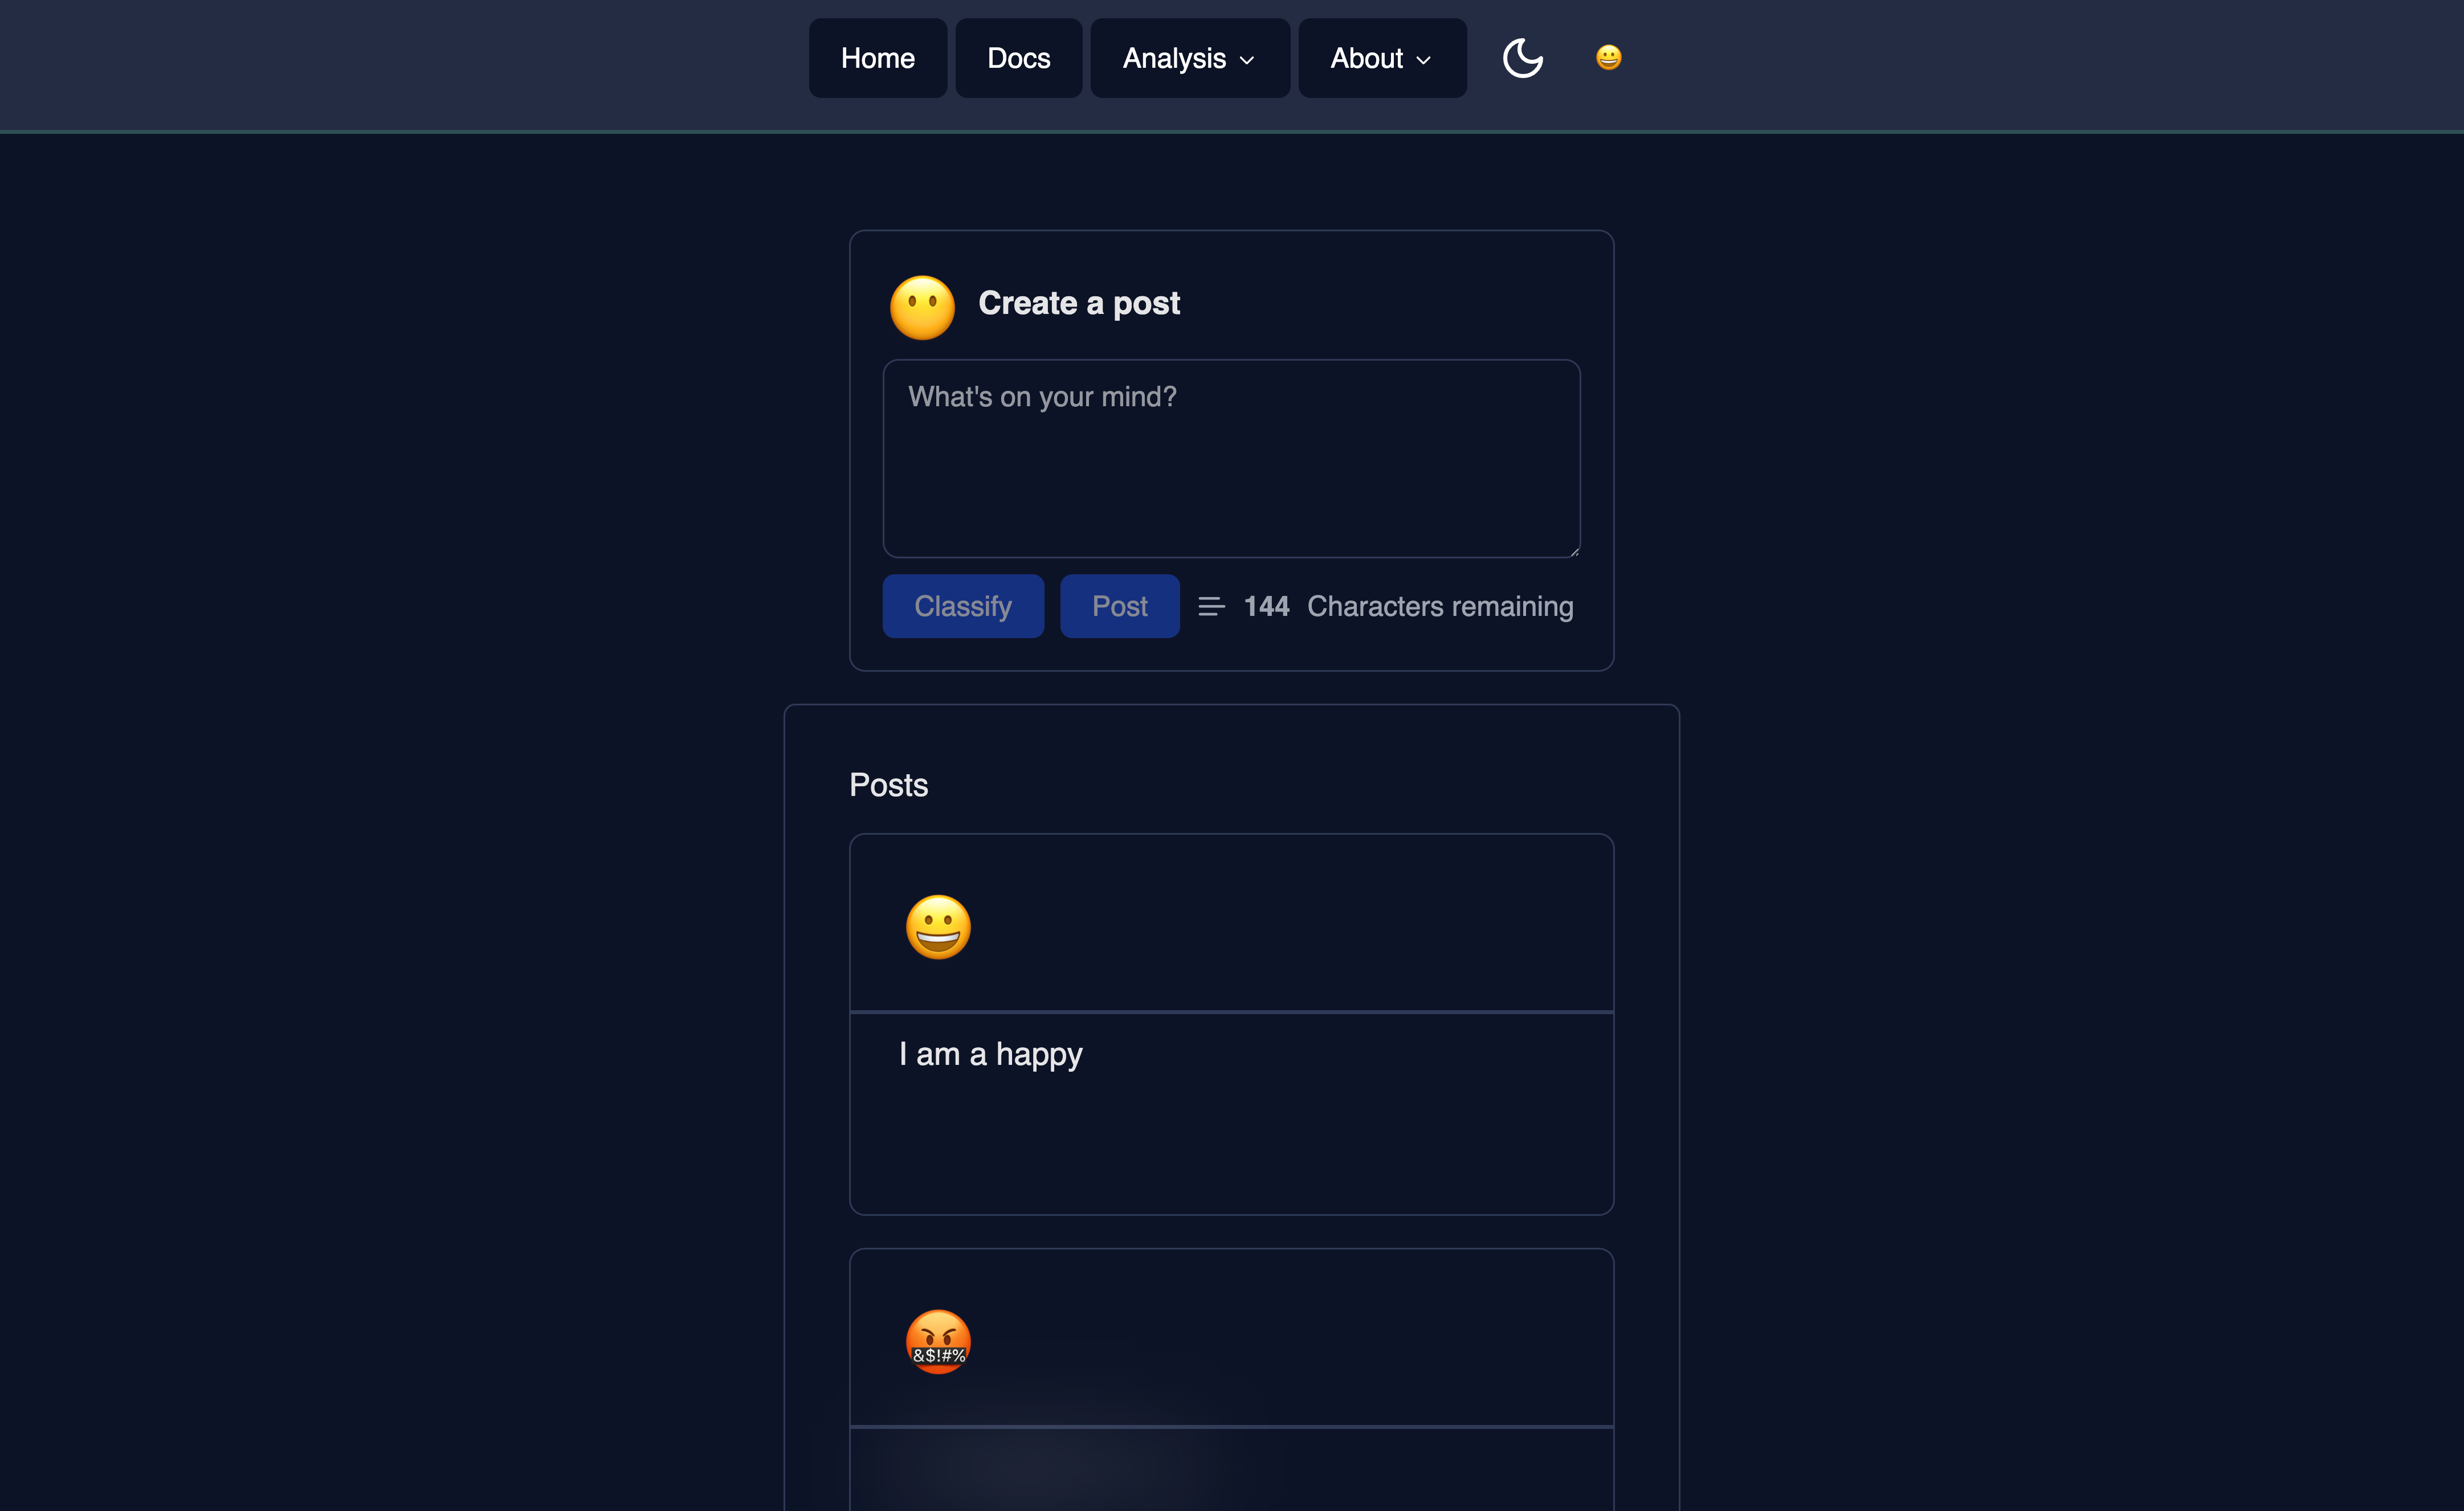 Home Docs Analysis About
Create a post
What's on your mind?
Classify Post 144 Characters remaining
Posts
I am a happy
&$!#%